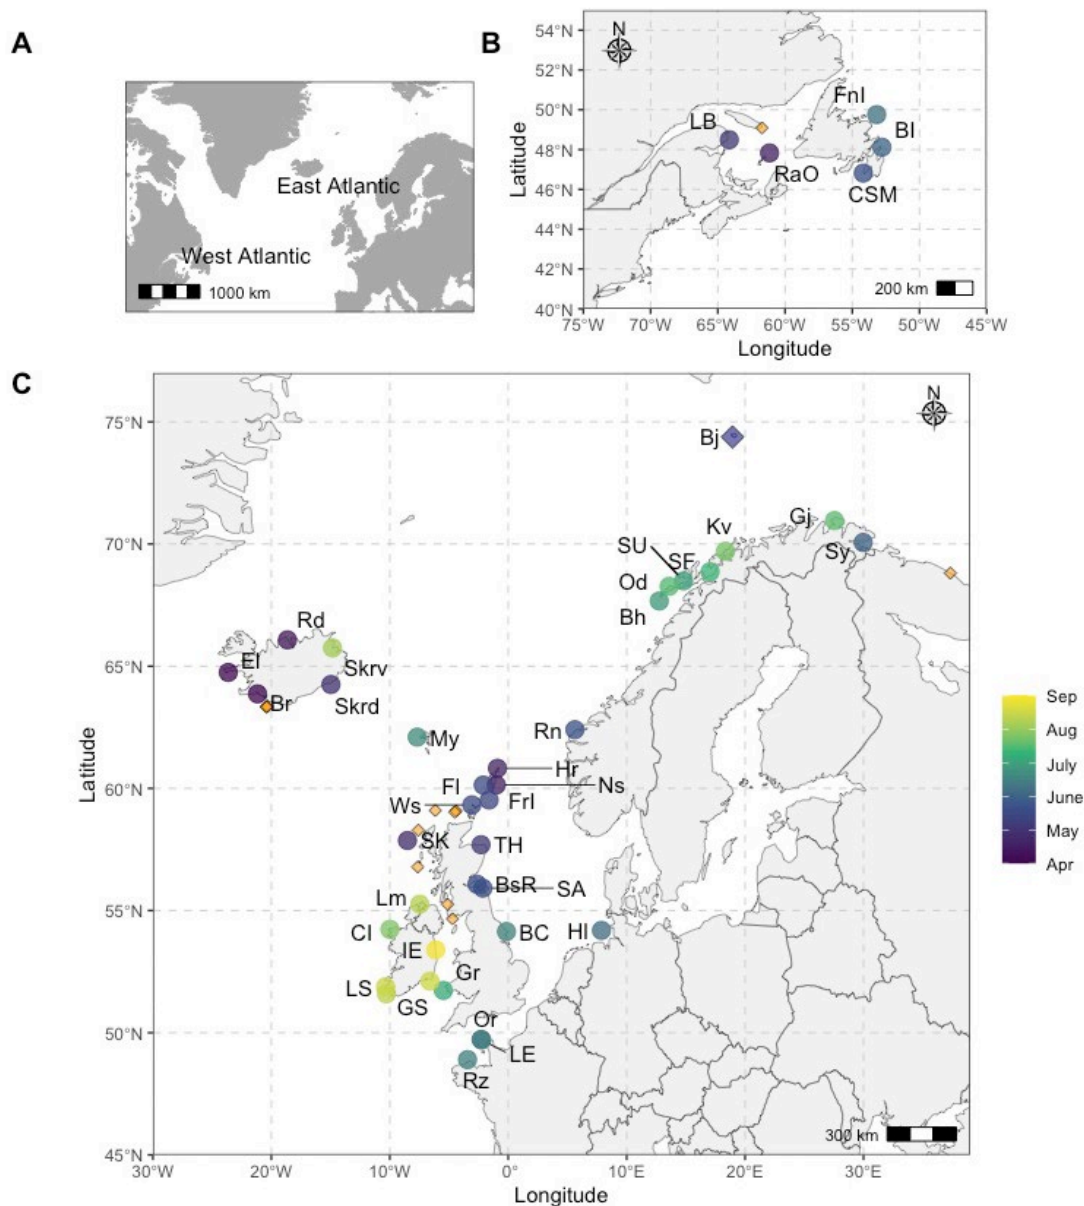 A
East Atlantic
West Atlantic
1000 km
B
N
54°N
52°N
50°N
48°N
46°N
44°N
42°N
40°N
Latitude
FnI
LB
BI
RaO
CSM
200 km
75°W 70°W 65°W 60°W 55°W 50°W 45°W
Longitude
C
N
75°N
70°N
65°N
60°N
55°N
50°N
45°N
Latitude
Bj
Gj
Kv
SU
SF
Sy
Od
Bh
Rd
EI
Skrv
Br
Skrd
My
Rn
Hr
FI
Ns
Ws
FrI
SK
TH
BsR
SA
Lm
CI
BC
HI
IE
Gr
LS
GS
Or
LE
Rz
300 km
30°W 20°W 10°W 0° 10°E 20°E 30°E
Longitude
Sep
Aug
July
June
May
Apr